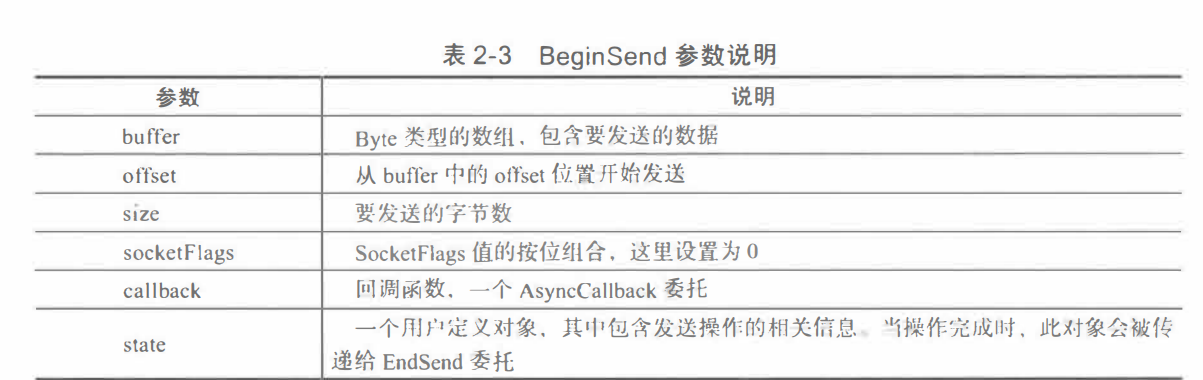 表 2-3 BeginSend 参数说明
参数 说明
buffer Byte 类型的数组，包含要发送的数据
offset 从 buffer 中的 offset 位置开始发送
size 要发送的字节数
socketFlags SocketFlags 值的按位组合，这里设置为 0
callback 回调函数，一个 AsyncCallback 委托
state 一个用户定义对象，其中包含发送操作的相关信息。当操作完成时，此对象会被传
递给 EndSend 委托